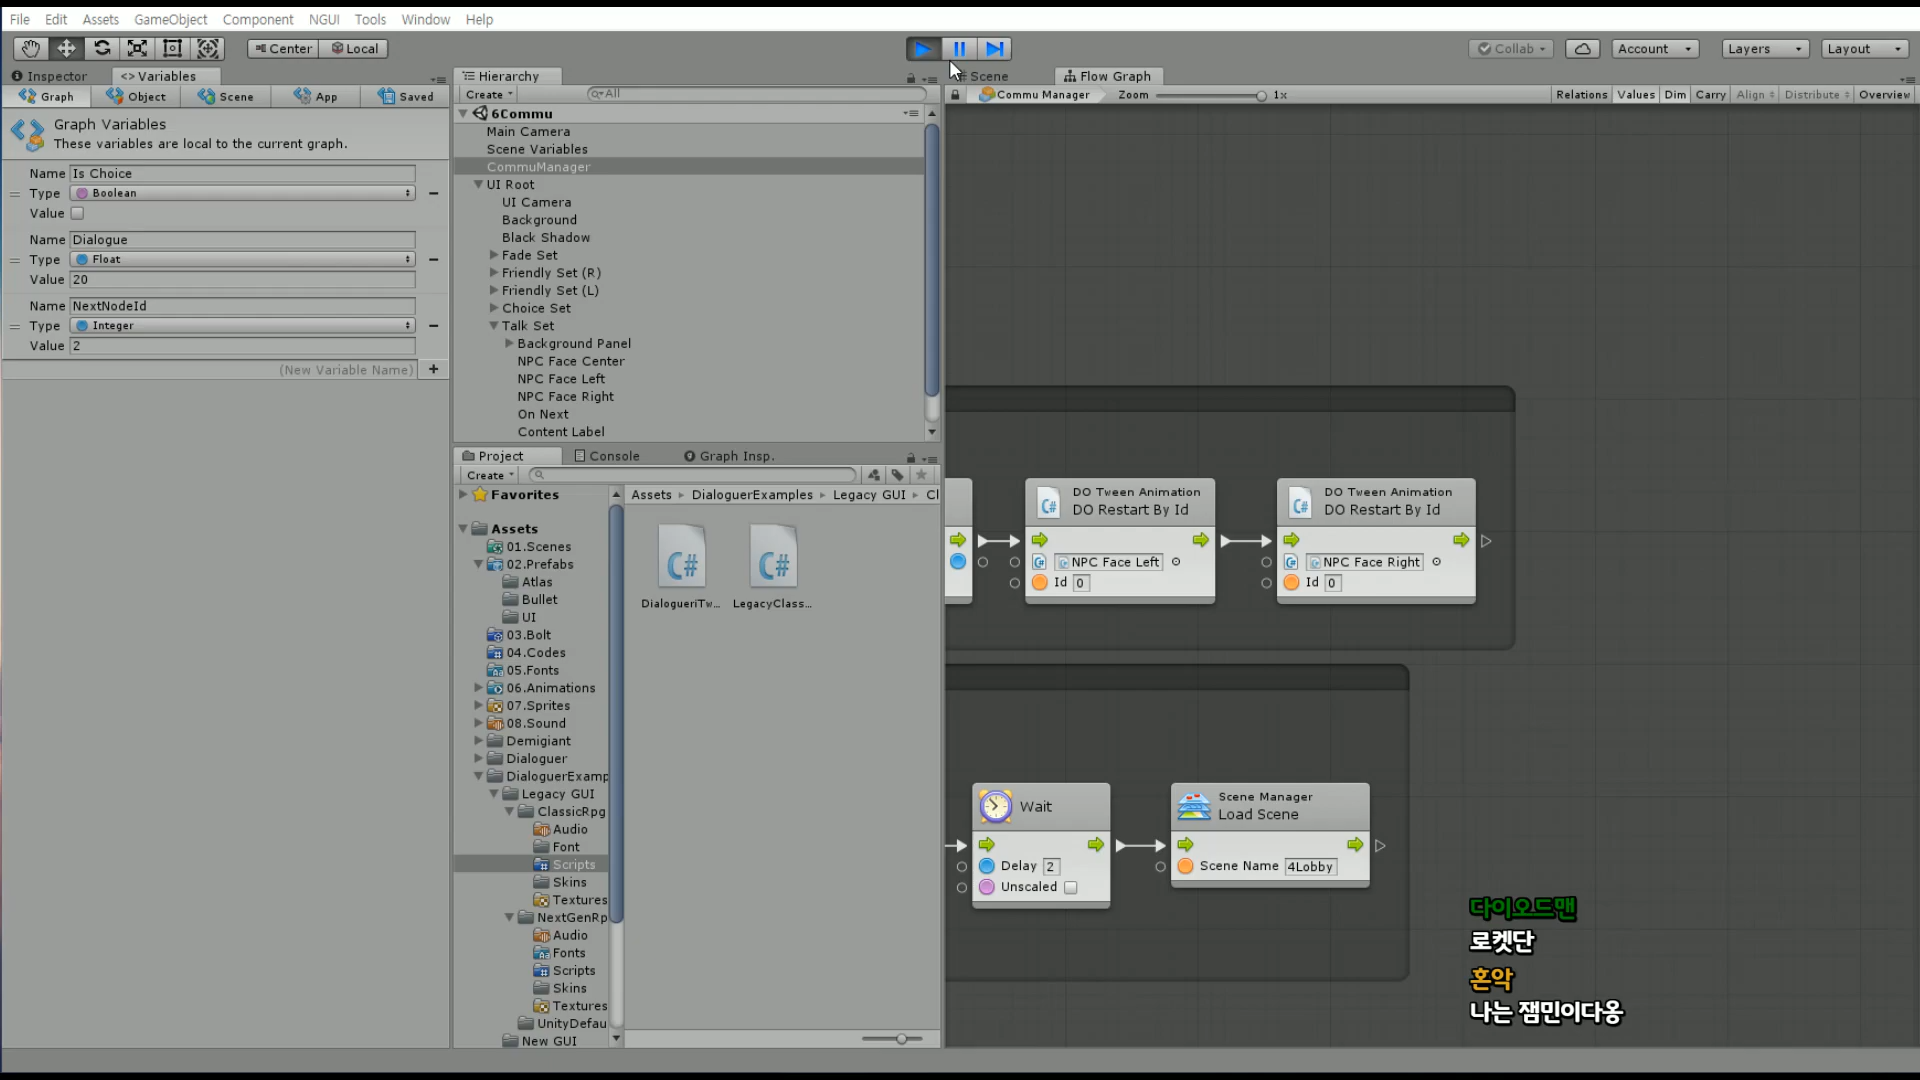 File Edit Assets GameObject Component NGUI Tools Window Help
Center Local
Collab Account Layers Layout
Inspector <> Variables
Graph Object Scene App Saved
Graph Variables
These variables are local to the current graph.
Name Is Choice
Type Boolean
Value
Name Dialogue
Type Float
Value 20
Name NextNodeId
Type Integer
Value 2
(New Variable Name) +
Hierarchy
Create All
6Commu
Main Camera
Scene Variables
CommuManager
UI Root
UI Camera
Background
Black Shadow
Fade Set
Friendly Set (R)
Friendly Set (L)
Choice Set
Talk Set
Background Panel
NPC Face Center
NPC Face Left
NPC Face Right
On Next
Content Label
Project Console Graph Insp.
Create
Favorites
Assets
01.Scenes
02.Prefabs
Atlas
Bullet
UI
03.Bolt
04.Codes
05.Fonts
06.Animations
07.Sprites
08.Sound
Demigiant
Dialoguer
DialoguerExamp
Legacy GUI
ClassicRpg
Audio
Font
Scripts
Skins
Textures
NextGenRp
Audio
Fonts
Scripts
Skins
Textures
UnityDefau
New GUI
Assets DialoguerExamples Legacy GUI Cl
C# C#
DialogueriTw... LegacyClass...
Scene Flow Graph
Commu Manager Zoom 1x
Relations Values Dim Carry Align Distribute Overview
DO Tween Animation
DO Restart By Id
NPC Face Left
Id 0
DO Tween Animation
DO Restart By Id
NPC Face Right
Id 0
Wait
Delay 2
Unscaled
Scene Manager
Load Scene
Scene Name 4Lobby
다이오드맨
로켓단
혼악
나는 잼민이다옹